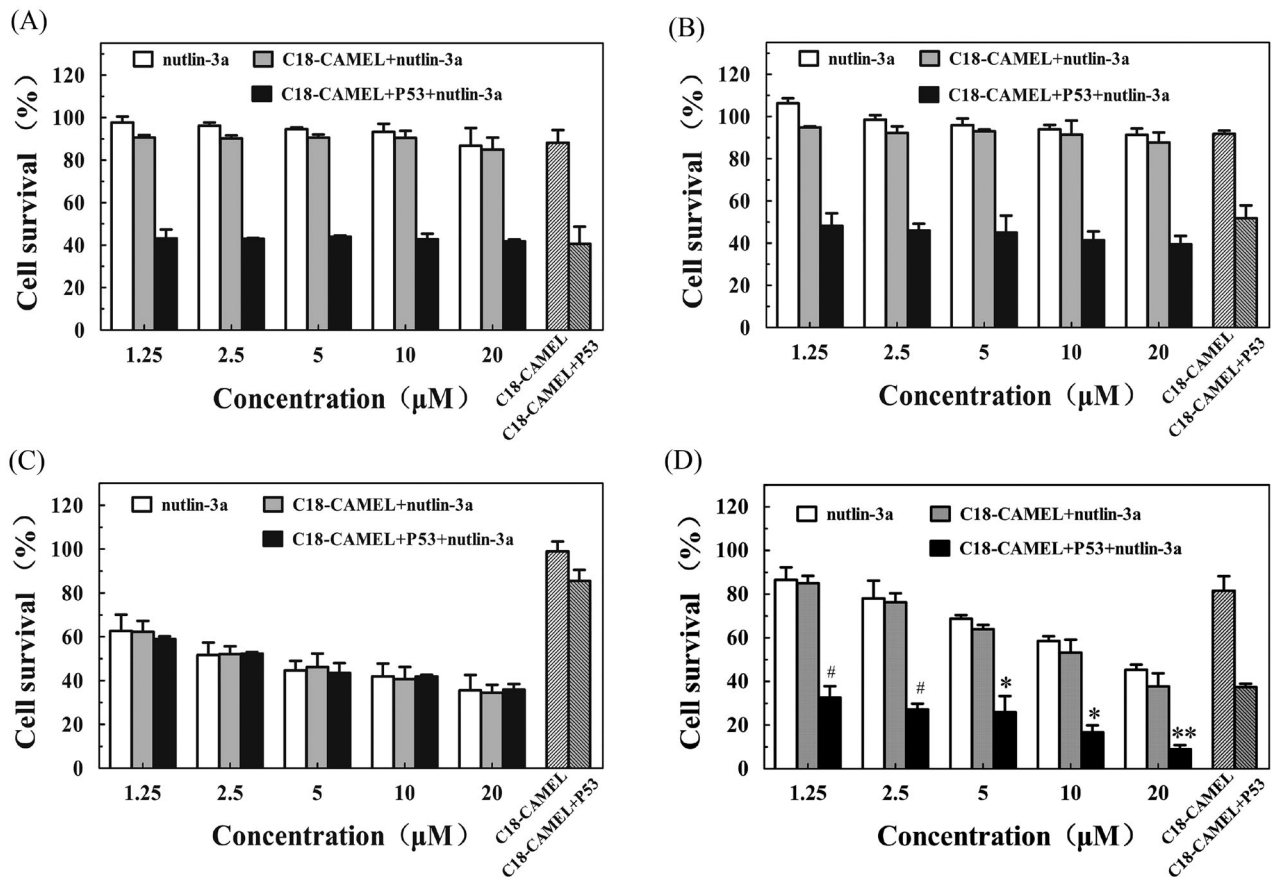 (A)
nutlin-3a C18-CAMEL+nutlin-3a
C18-CAMEL+P53+nutlin-3a
120
100
80
60
40
20
0
Cell survival (%)
1.25 2.5 5 10 20
C18-CAMEL
C18-CAMEL+P53
Concentration (μM)
(B)
nutlin-3a C18-CAMEL+nutlin-3a
C18-CAMEL+P53+nutlin-3a
120
100
80
60
40
20
0
Cell survival (%)
1.25 2.5 5 10 20
C18-CAMEL
C18-CAMEL+P53
Concentration (μM)
(C)
nutlin-3a C18-CAMEL+nutlin-3a
C18-CAMEL+P53+nutlin-3a
120
100
80
60
40
20
0
Cell survival (%)
1.25 2.5 5 10 20
C18-CAMEL
C18-CAMEL+P53
Concentration (μM)
(D)
nutlin-3a C18-CAMEL+nutlin-3a
C18-CAMEL+P53+nutlin-3a
120
100
80
60
40
20
0
Cell survival (%)
# # * * **
1.25 2.5 5 10 20
C18-CAMEL
C18-CAMEL+P53
Concentration (μM)